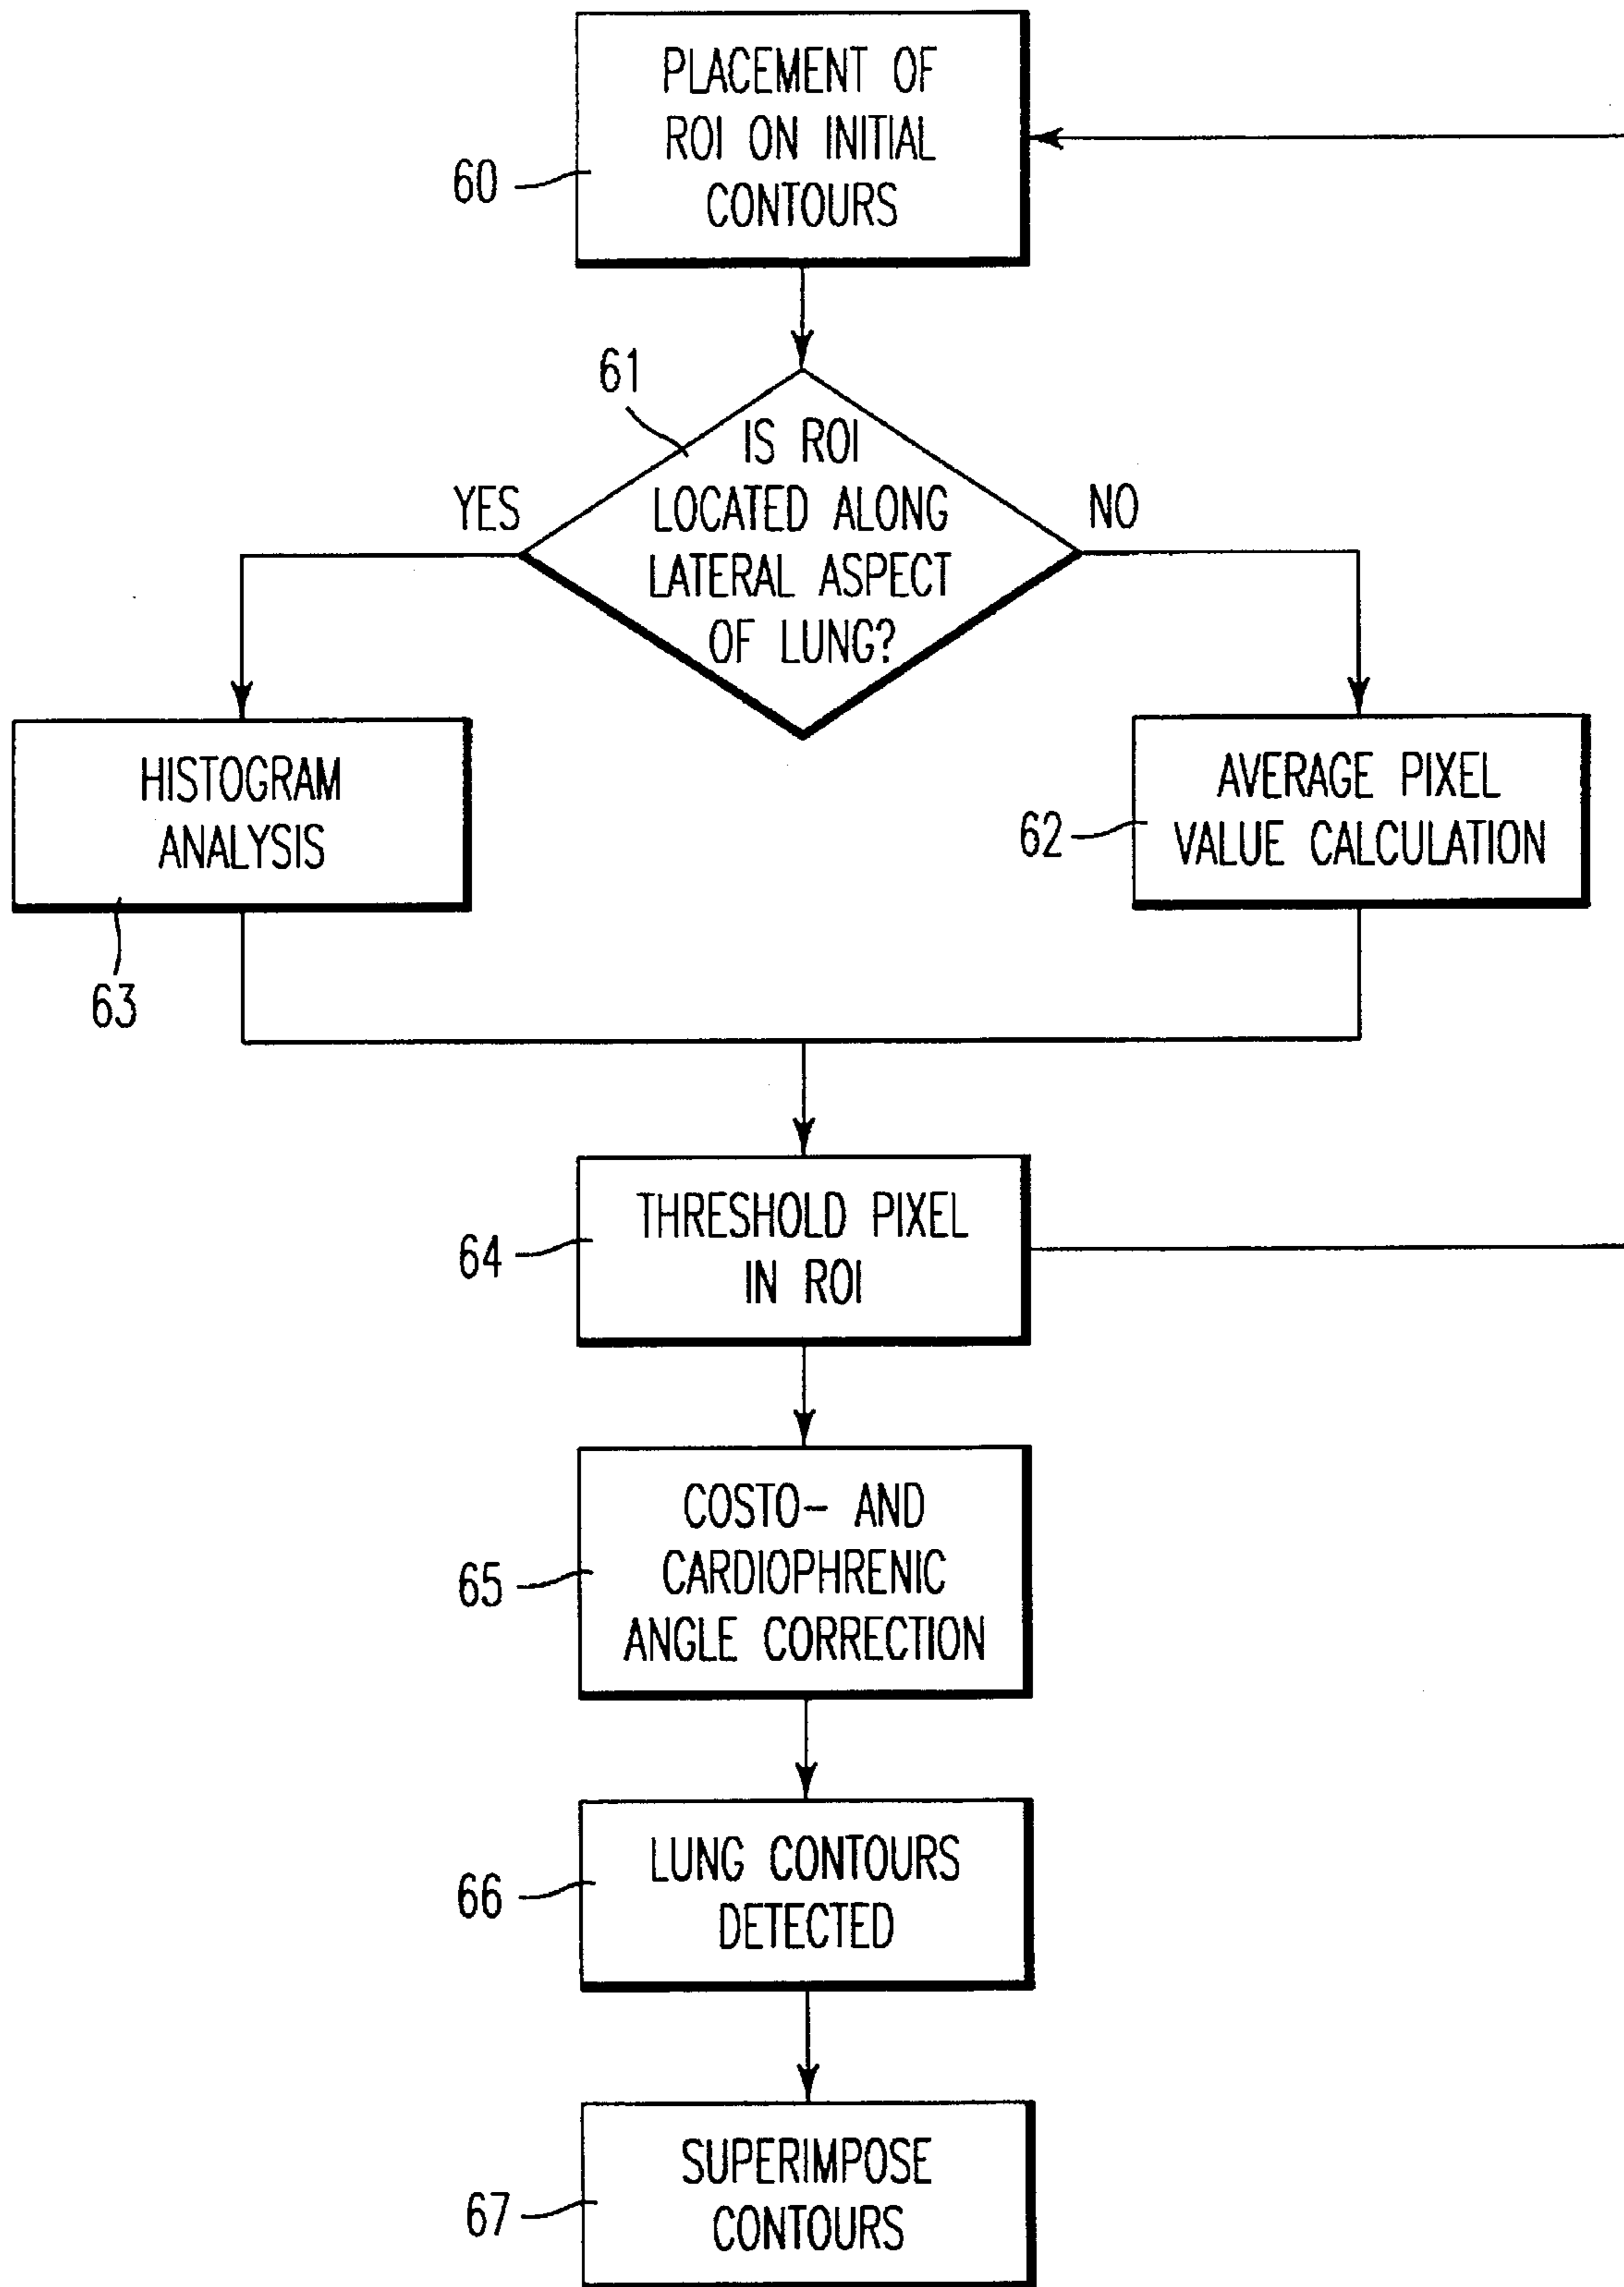 PLACEMENT OF
ROI ON INITIAL
CONTOURS
60
61
IS ROI
LOCATED ALONG
LATERAL ASPECT
OF LUNG?
YES
NO
HISTOGRAM
ANALYSIS
63
AVERAGE PIXEL
VALUE CALCULATION
62
THRESHOLD PIXEL
IN ROI
64
COSTO- AND
CARDIOPHRENIC
ANGLE CORRECTION
65
LUNG CONTOURS
DETECTED
66
SUPERIMPOSE
CONTOURS
67